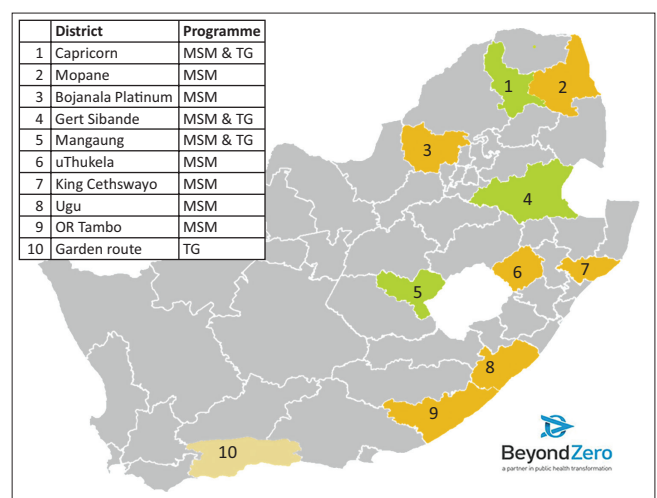 District Programme
1 Capricorn MSM & TG
2 Mopane MSM
3 Bojanala Platinum MSM
4 Gert Sibande MSM & TG
5 Mangaung MSM & TG
6 uThukela MSM
7 King Cethswayo MSM
8 Ugu MSM
9 OR Tambo MSM
10 Garden route TG
1
2
3
4
5
6
7
8
9
10
BeyondZero
a partner in public health transformation